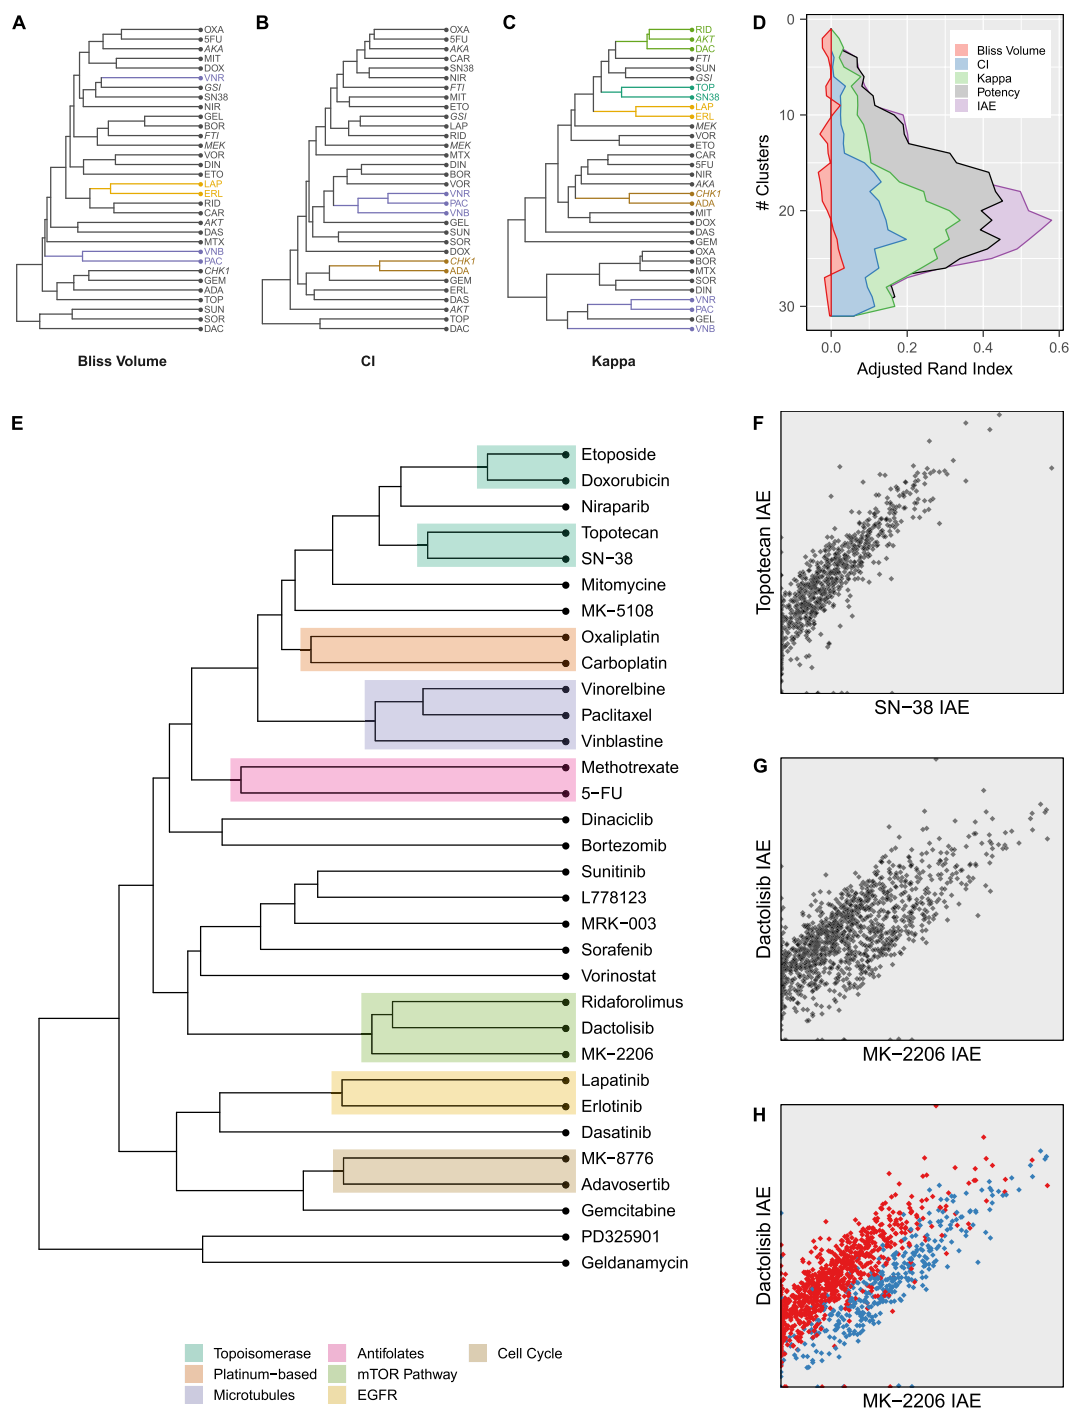 A
OXA
5FU
AKA
MIT
DOX
VNR
GSI
SN38
NIR
GEL
BOR
FTI
MEK
VOR
DIN
ETO
LAP
ERL
RID
CAR
AKT
DAS
MTX
VNB
PAC
CHK1
GEM
ADA
TOP
SUN
SOR
DAC
Bliss Volume
B
OXA
5FU
AKA
CAR
SN38
NIR
FTI
MIT
ETO
GSI
LAP
RID
MEK
MTX
DIN
BOR
VOR
VNR
PAC
VNB
GEL
SUN
SOR
DOX
CHK1
ADA
GEM
ERL
DAS
AKT
TOP
DAC
CI
C
RID
AKT
DAC
FTI
SUN
GSI
TOP
SN38
LAP
ERL
MEK
VOR
ETO
CAR
5FU
NIR
AKA
CHK1
ADA
MIT
DOX
DAS
GEM
OXA
BOR
MTX
SOR
DIN
VNR
PAC
GEL
VNB
Kappa
D
0
10
20
30
# Clusters
Bliss Volume
CI
Kappa
Potency
IAE
0.0
0.2
0.4
0.6
Adjusted Rand Index
E
Etoposide
Doxorubicin
Niraparib
Topotecan
SN−38
Mitomycine
MK−5108
Oxaliplatin
Carboplatin
Vinorelbine
Paclitaxel
Vinblastine
Methotrexate
5−FU
Dinaciclib
Bortezomib
Sunitinib
L778123
MRK−003
Sorafenib
Vorinostat
Ridaforolimus
Dactolisib
MK−2206
Lapatinib
Erlotinib
Dasatinib
MK−8776
Adavosertib
Gemcitabine
PD325901
Geldanamycin
Topoisomerase
Platinum−based
Microtubules
Antifolates
mTOR Pathway
EGFR
Cell Cycle
F
Topotecan IAE
SN−38 IAE
G
Dactolisib IAE
MK−2206 IAE
H
Dactolisib IAE
MK−2206 IAE